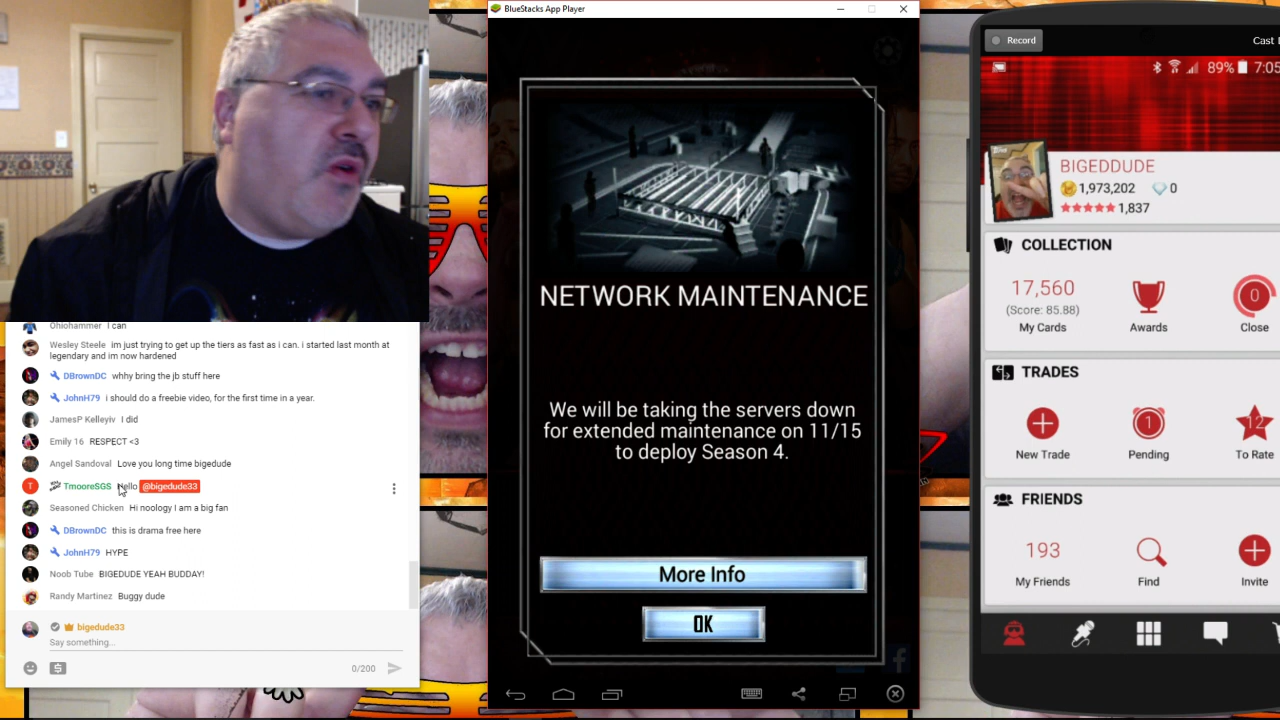 BlueStacks App Player
Record
Cast
89%
7:05
BIGEDDUDE
1,973,202
0
1,837
COLLECTION
17,560
(Score: 85.88)
My Cards
Awards
0
Close
TRADES
New Trade
1
Pending
12
To Rate
FRIENDS
193
My Friends
Find
Invite
NETWORK MAINTENANCE
We will be taking the servers down
for extended maintenance on 11/15
to deploy Season 4.
More Info
OK
Ohiohammer I can
Wesley Steele im just trying to get up the tiers as fast as i can. i started last month at
legendary and im now hardened
DBrownDC whhy bring the jb stuff here
JohnH79 i should do a freebie video, for the first time in a year.
JamesP Kelleyiv I did
Emily 16 RESPECT <3
Angel Sandoval Love you long time bigedude
T TmooreSGS Hello @bigedude33
Seasoned Chicken Hi noology I am a big fan
DBrownDC this is drama free here
JohnH79 HYPE
Noob Tube BIGEDUDE YEAH BUDDAY!
Randy Martinez Buggy dude
bigedude33
Say something...
0/200